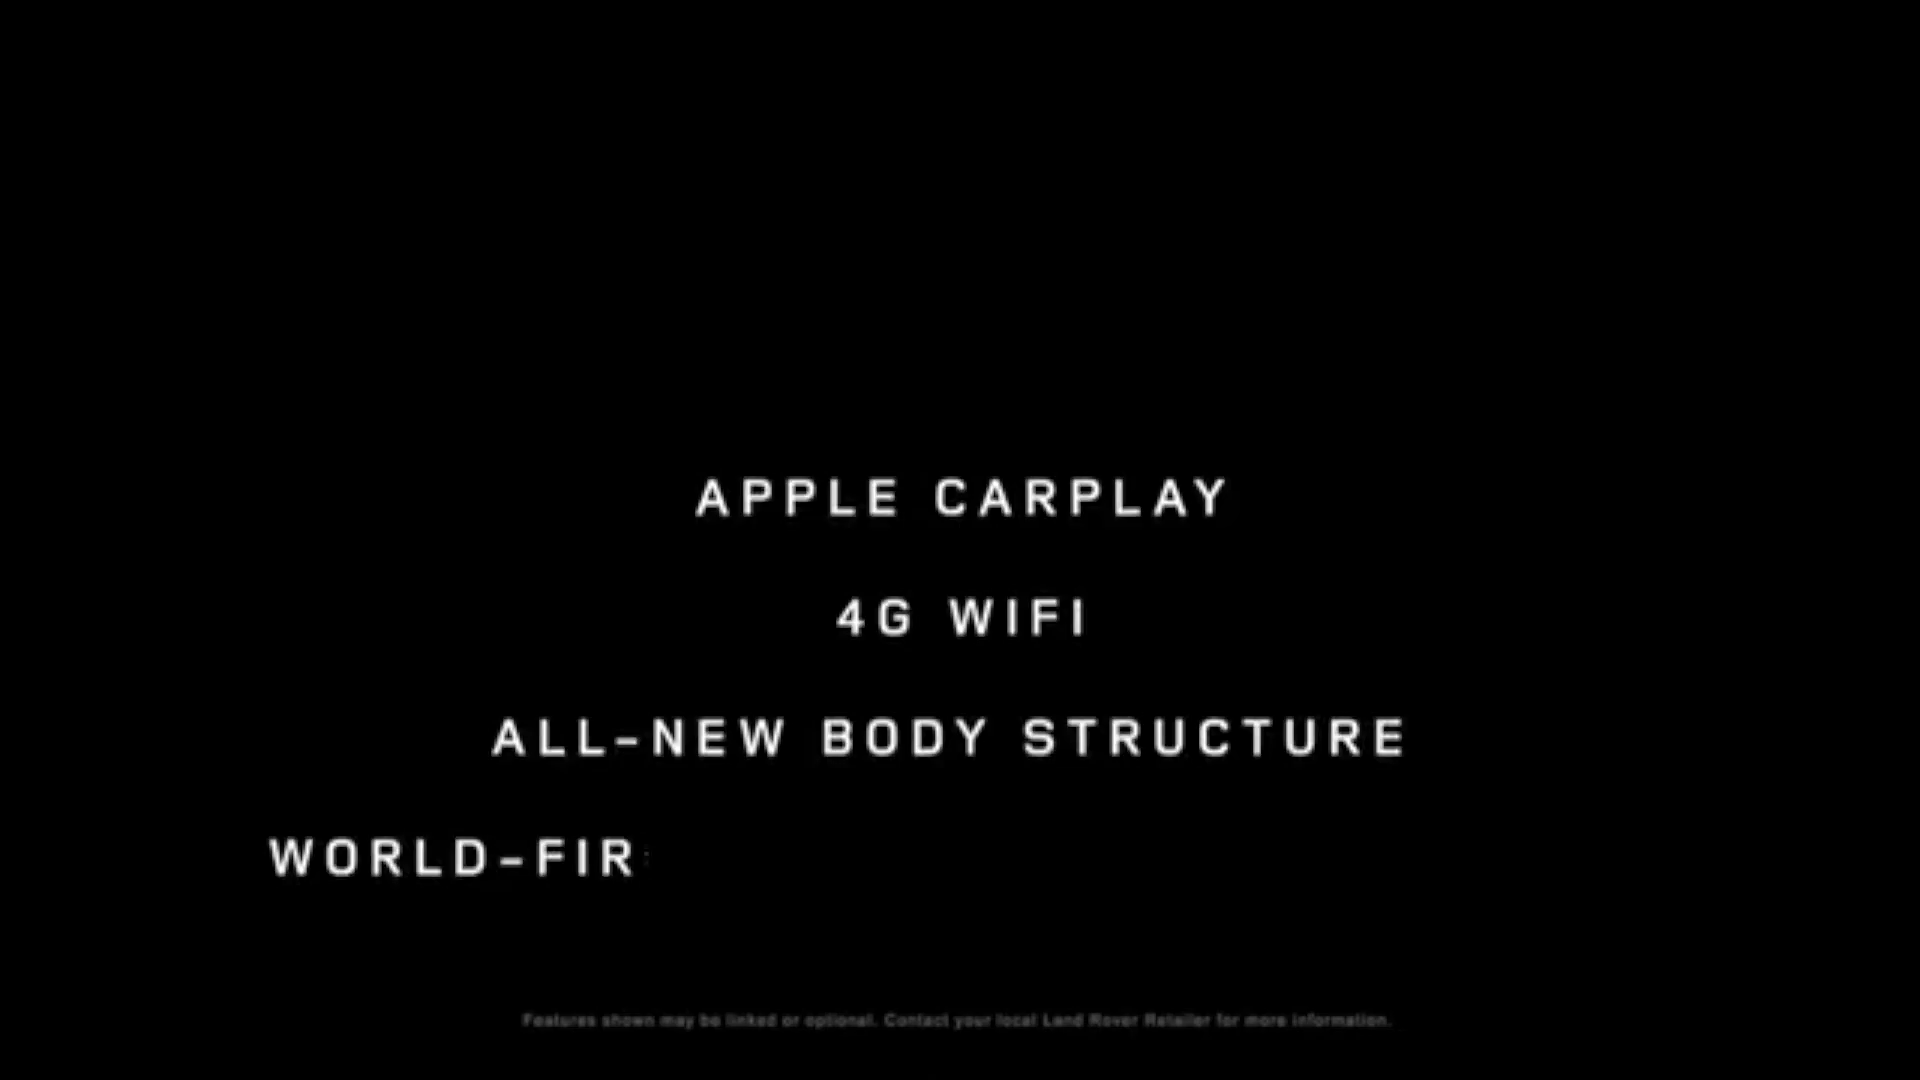 APPLE CARPLAY
4G WIFI
ALL-NEW BODY STRUCTURE
WORLD-FIR
Features shown may be linked or optional. Contact your local Land Rover Retailer for more information.